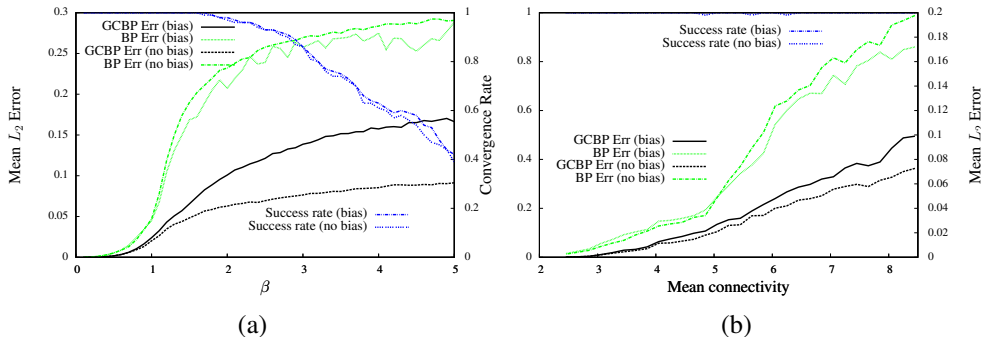 Mean L₂ Error
0.3
0.25
0.2
0.15
0.1
0.05
0
GCBP Err (bias)
BP Err (bias)
GCBP Err (no bias)
BP Err (no bias)
Success rate (bias)
Success rate (no bias)
0 1 2 3 4 5
β
1
0.8
0.6
0.4
0.2
0
Convergence Rate
(a)
1
0.8
0.6
0.4
0.2
0
Success rate (bias)
Success rate (no bias)
GCBP Err (bias)
BP Err (bias)
GCBP Err (no bias)
BP Err (no bias)
2 3 4 5 6 7 8
Mean connectivity
0.2
0.18
0.16
0.14
0.12
0.1
0.08
0.06
0.04
0.02
0
Mean L₂ Error
(b)